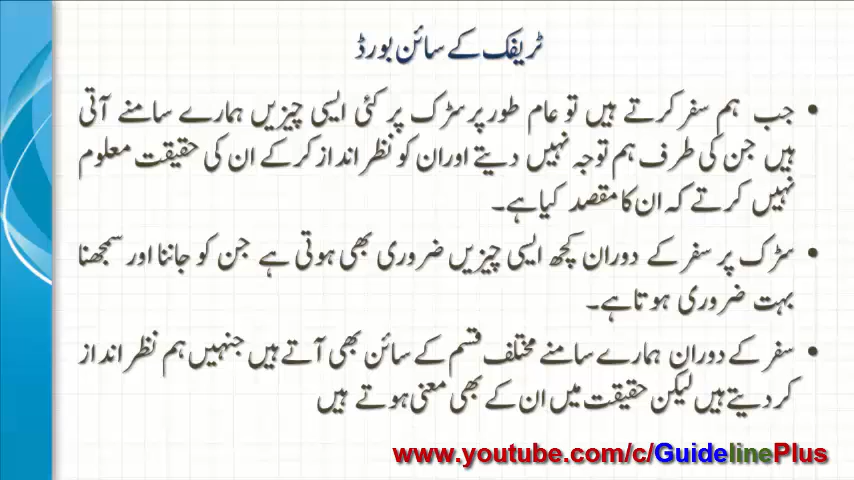 ٹریفک کے سائن بورڈ
• جب ہم سفر کرتے ہیں تو عام طور پر سڑک پر کئی ایسی چیزیں ہمارے سامنے آتی
ہیں جن کی طرف ہم توجہ نہیں دیتے اوران کو نظر انداز کرکے ان کی حقیقت معلوم
نہیں کرتے کہ ان کا مقصد کیا ہے۔
• سڑک پر سفر کے دوران کچھ ایسی چیزیں ضروری بھی ہوتی ہے جن کو جاننا اور سمجھنا
بہت ضروری ہوتا ہے۔
• سفر کے دوران ہمارے سامنے مختلف قسم کے سائن بھی آتے ہیں جنہیں ہم نظر انداز
کر دیتے ہیں لیکن حقیقت میں ان کے بھی معنی ہوتے ہیں
www.youtube.com/c/GuidelinePlus